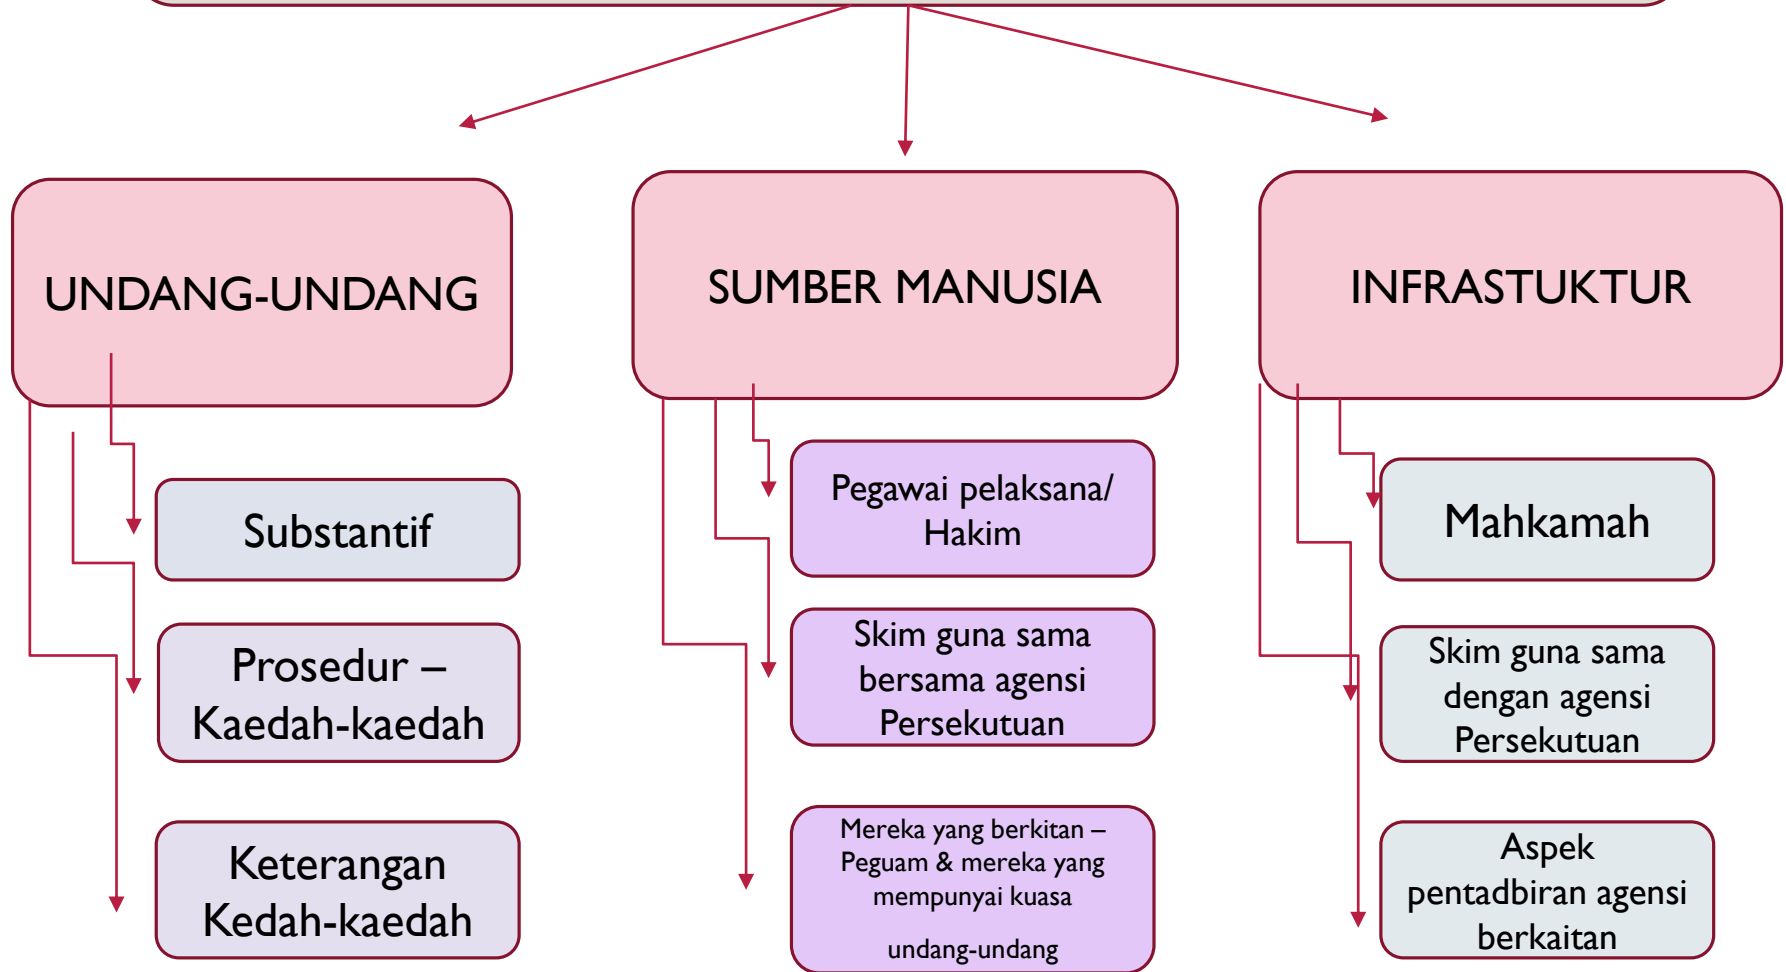 UNDANG-UNDANG
Substantif
Prosedur –
Kaedah-kaedah
Keterangan
Kedah-kaedah
SUMBER MANUSIA
Pegawai pelaksana/
Hakim
Skim guna sama
bersama agensi
Persekutuan
Mereka yang berkitan –
Peguam & mereka yang
mempunyai kuasa
undang-undang
INFRASTUKTUR
Mahkamah
Skim guna sama
dengan agensi
Persekutuan
Aspek
pentadbiran agensi
berkaitan